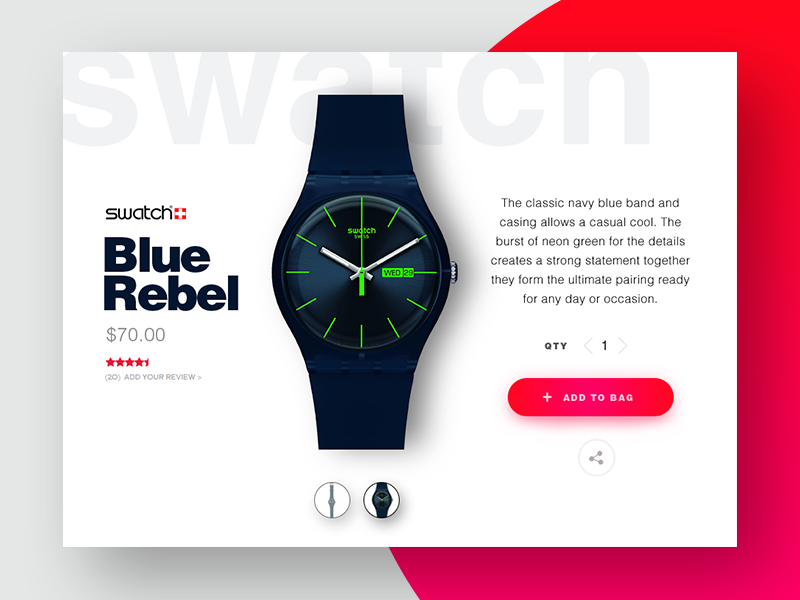 swatch
swatch
Blue
Rebel
$70.00
(20) ADD YOUR REVIEW >
swatch
SWISS
WED 29
The classic navy blue band and
casing allows a casual cool. The
burst of neon green for the details
creates a strong statement together
they form the ultimate pairing ready
for any day or occasion.
QTY < 1 >
+ ADD TO BAG